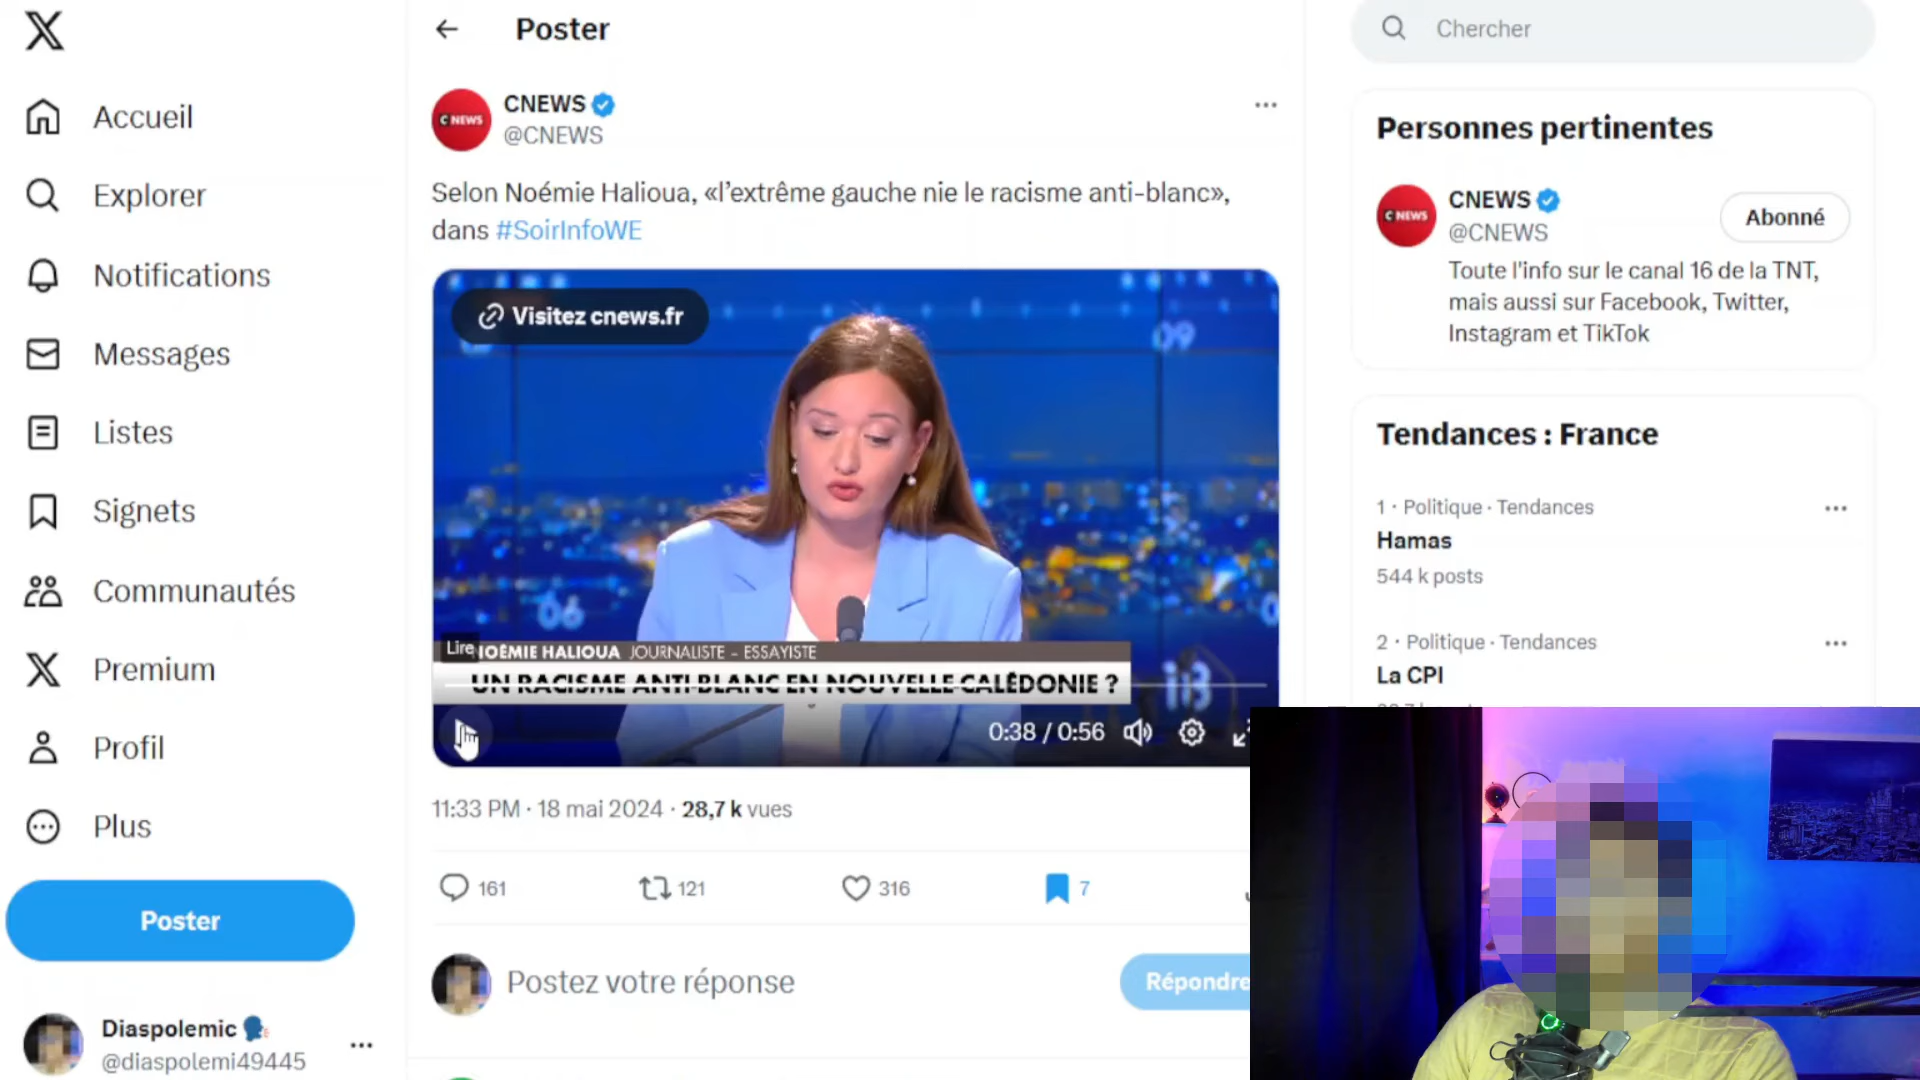 Accueil
Explorer
Notifications
Messages
Listes
Signets
Communautés
Premium
Profil
Plus
Poster
Diaspolemic
@diaspolemi49445
Poster
C NEWS
CNEWS
@CNEWS
Selon Noémie Halioua, «l'extrême gauche nie le racisme anti-blanc»,
dans #SoirInfoWE
Visitez cnews.fr
09
06
Lire
NOÉMIE HALIOUA JOURNALISTE - ESSAYISTE
UN RACISME ANTI-BLANC EN NOUVELLE-CALÉDONIE ?
0:38 / 0:56
11:33 PM · 18 mai 2024 · 28,7 k vues
161
121
316
7
Postez votre réponse
Répondre
Chercher
Personnes pertinentes
C NEWS
CNEWS
@CNEWS
Abonné
Toute l'info sur le canal 16 de la TNT,
mais aussi sur Facebook, Twitter,
Instagram et TikTok
Tendances : France
1 · Politique · Tendances
Hamas
544 k posts
2 · Politique · Tendances
La CPI